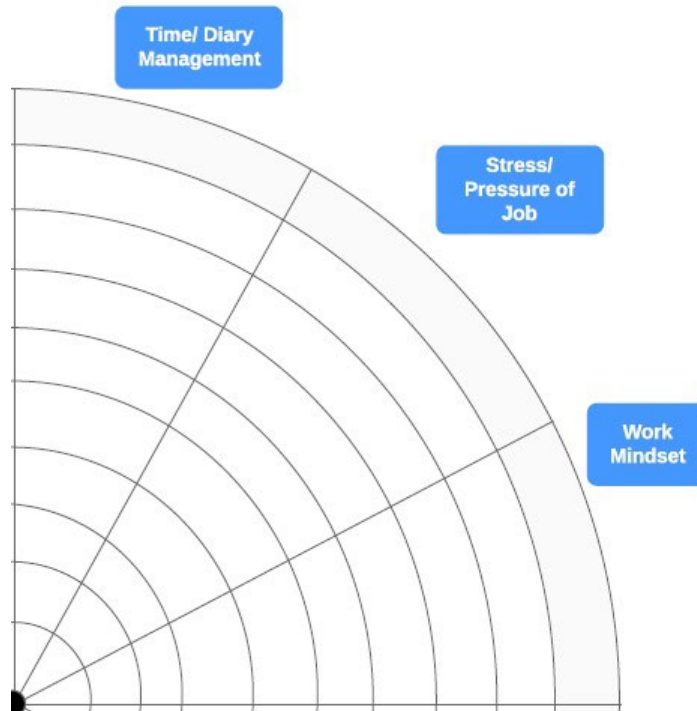 Time/ Diary
Management
Stress/
Pressure of
Job
Work
Mindset